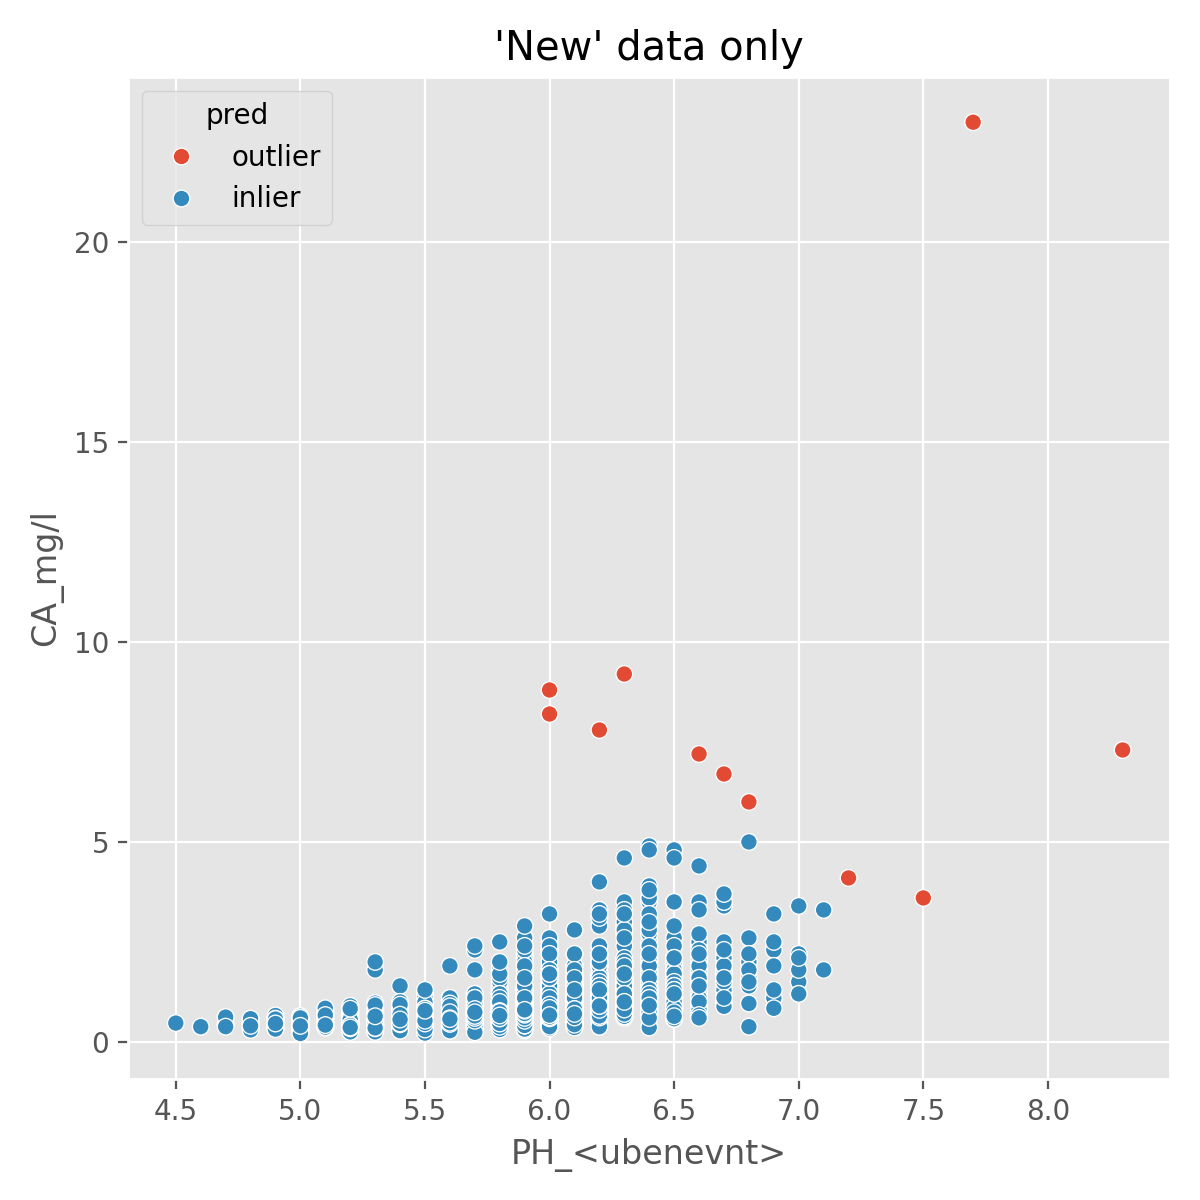 'New' data only
pred
outlier
inlier
20
15
10
5
0
CA_mg/l
4.5 5.0 5.5 6.0 6.5 7.0 7.5 8.0
PH_<ubenevnt>